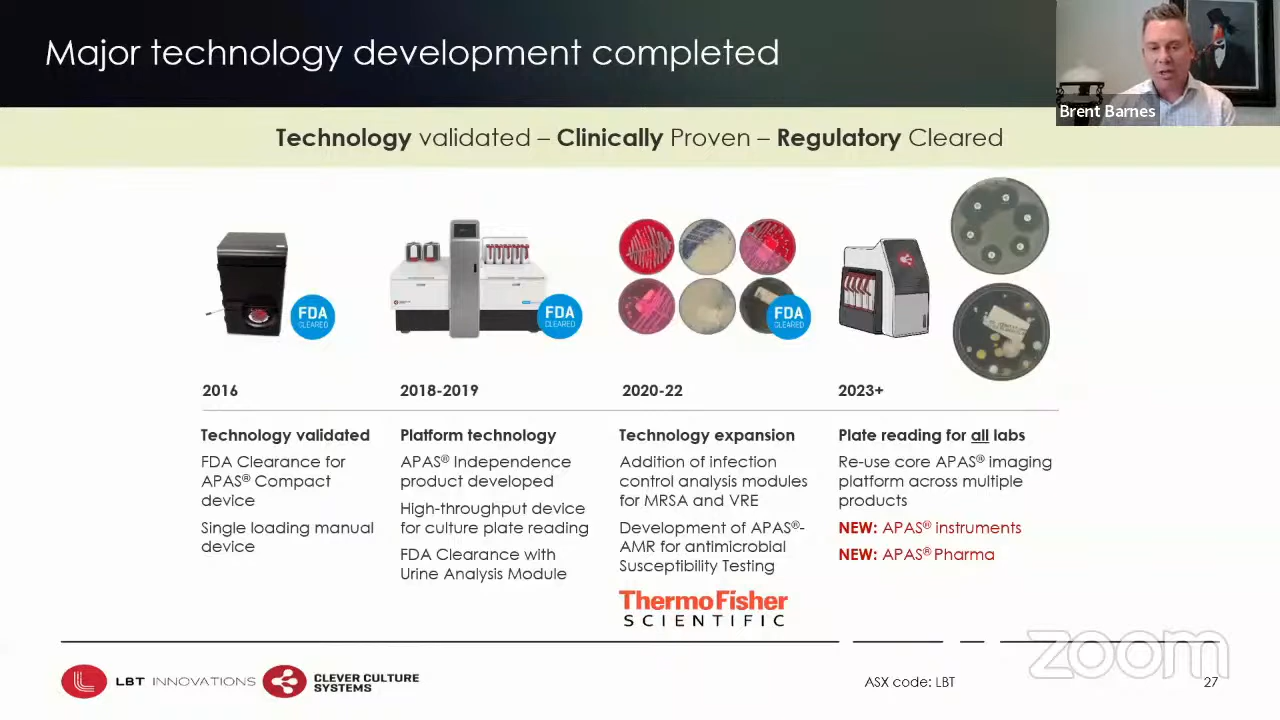 Major technology development completed
Brent Barnes
Technology validated – Clinically Proven – Regulatory Cleared
FDA
CLEARED
FDA
CLEARED
FDA
CLEARED
2016
2018-2019
2020-22
2023+
Technology validated
FDA Clearance for
APAS® Compact
device
Single loading manual
device
Platform technology
APAS® Independence
product developed
High-throughput device
for culture plate reading
FDA Clearance with
Urine Analysis Module
Technology expansion
Addition of infection
control analysis modules
for MRSA and VRE
Development of APAS®-
AMR for antimicrobial
Susceptibility Testing
ThermoFisher
SCIENTIFIC
Plate reading for all labs
Re-use core APAS® imaging
platform across multiple
products
NEW: APAS® instruments
NEW: APAS® Pharma
LBT INNOVATIONS
CLEVER CULTURE
SYSTEMS
ASX code: LBT
27
zoom